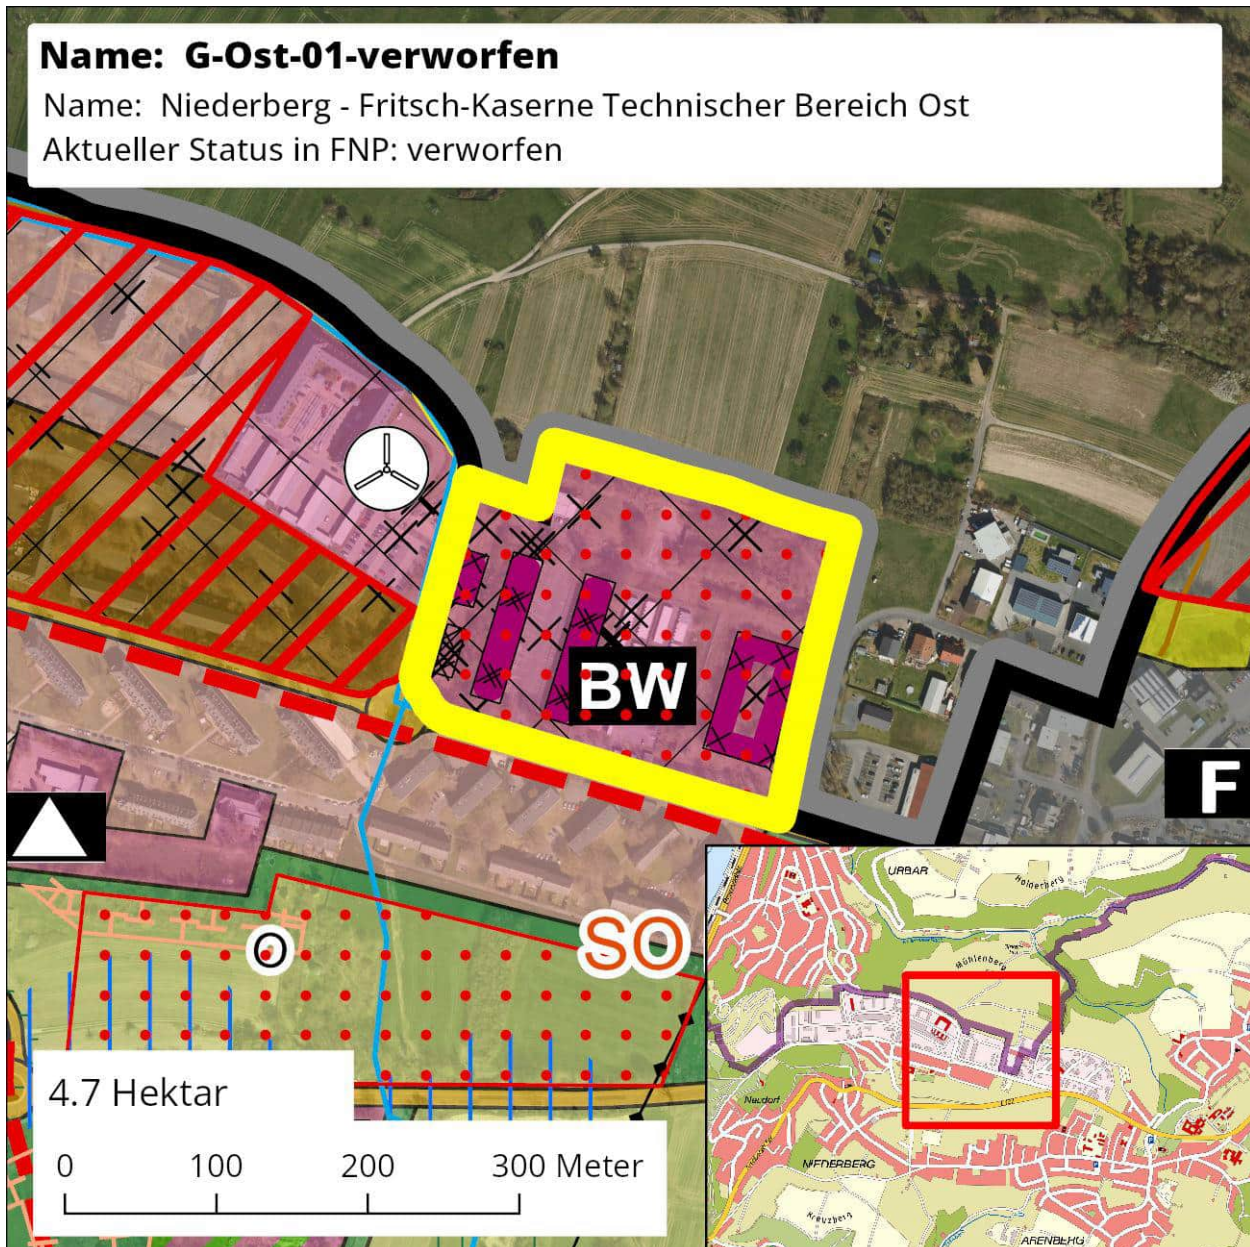 Name: G-Ost-01-verworfen
Name: Niederberg - Fritsch-Kaserne Technischer Bereich Ost
Aktueller Status in FNP: verworfen
BW
F
O
SO
4.7 Hektar
0 100 200 300 Meter
URBAR
Holderberg
Mühlenberg
Neudorf
NIEDERBERG
Kreuzberg
ARENBERG